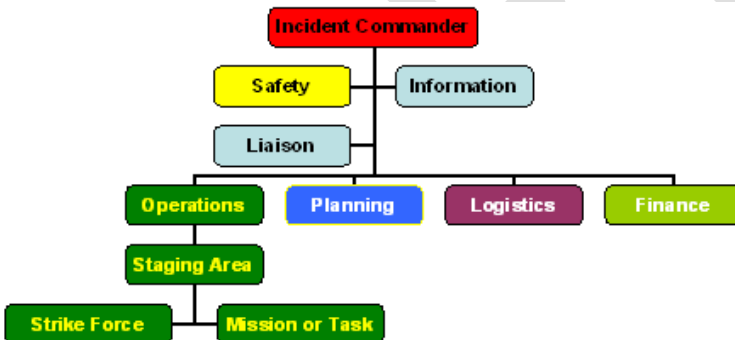 Incident Commander
Safety
Information
Liaison
Operations
Planning
Logistics
Finance
Staging Area
Strike Force
Mission or Task